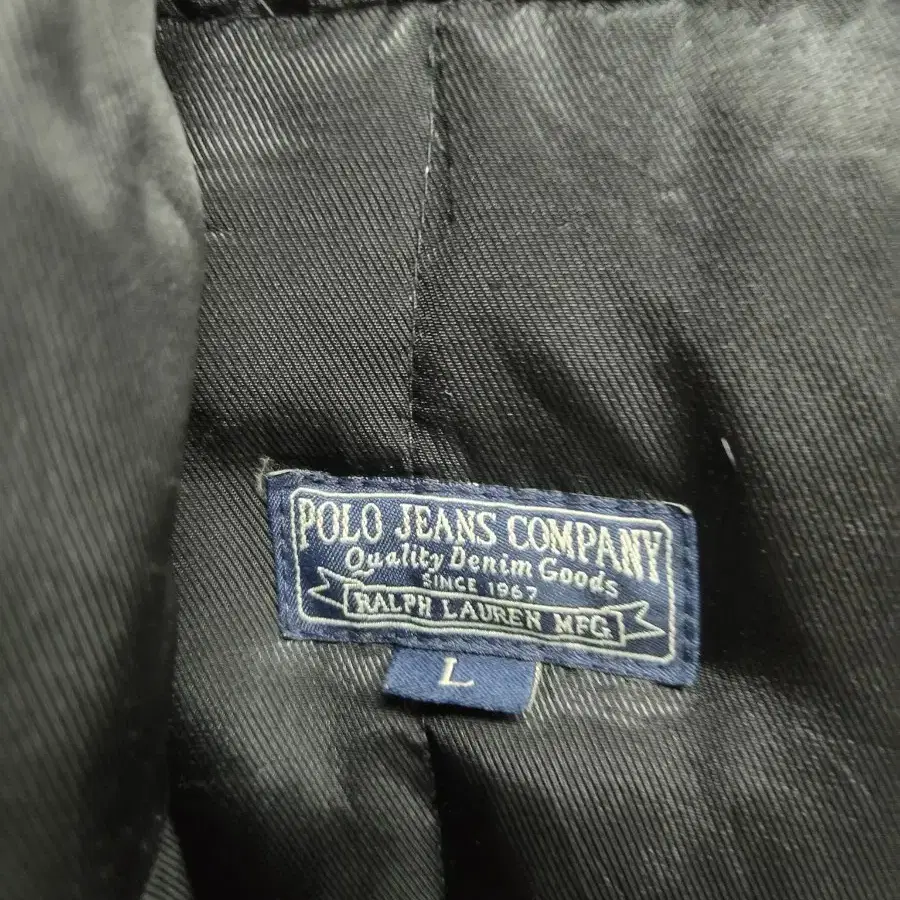 POLO JEANS COMPANY
Quality Denim Goods
SINCE 1967
RALPH LAUREN MFG
L